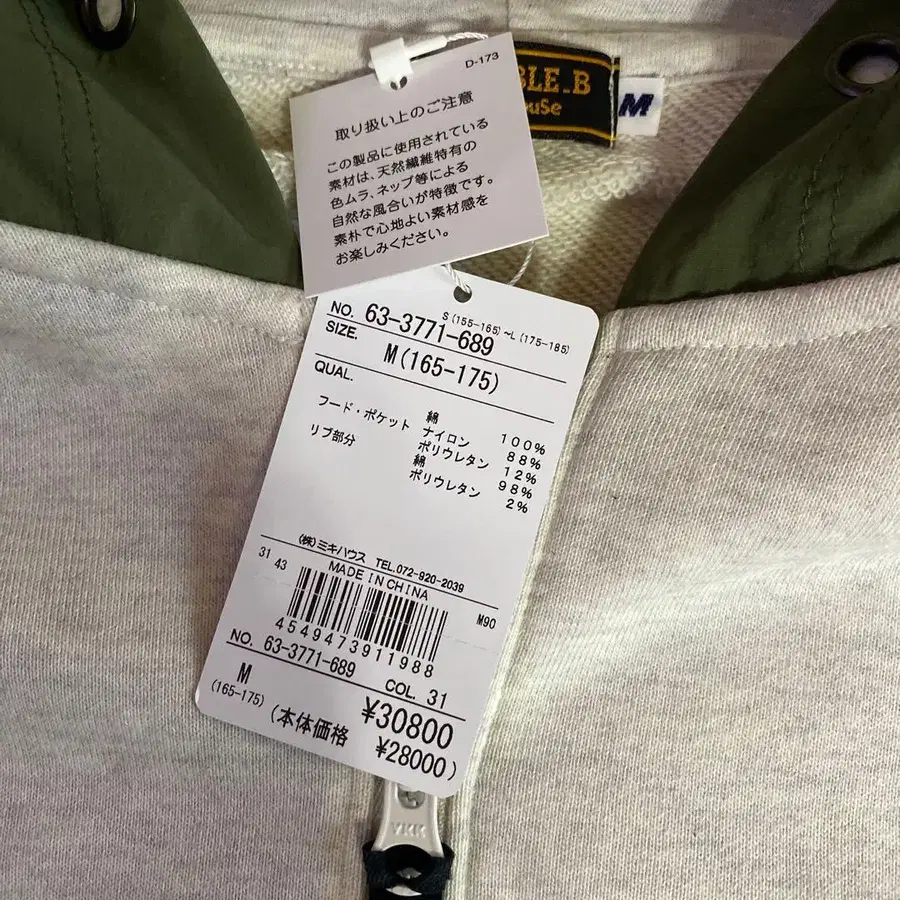 D-173
取り扱い上のご注意
この製品に使用されている
素材は、天然繊維特有の
色ムラ、ネップ等による
自然な風合いが特徴です。
素朴で心地よい素材感を
お楽しみください。
BLE_B
ouSe
M
NO. 63-3771-689
S(155-165)~L(175-185)
SIZE. M(165-175)
QUAL.
綿 100%
フード・ポケット ナイロン 88%
ポリウレタン 12%
リブ部分 綿 98%
ポリウレタン 2%
(株)ミキハウス TEL.072-920-2039
31 43 MADE IN CHINA
M90
4549473911988
NO. 63-3771-689
M COL. 31
(165-175) ¥30800
(本体価格 ¥28000)
YKK